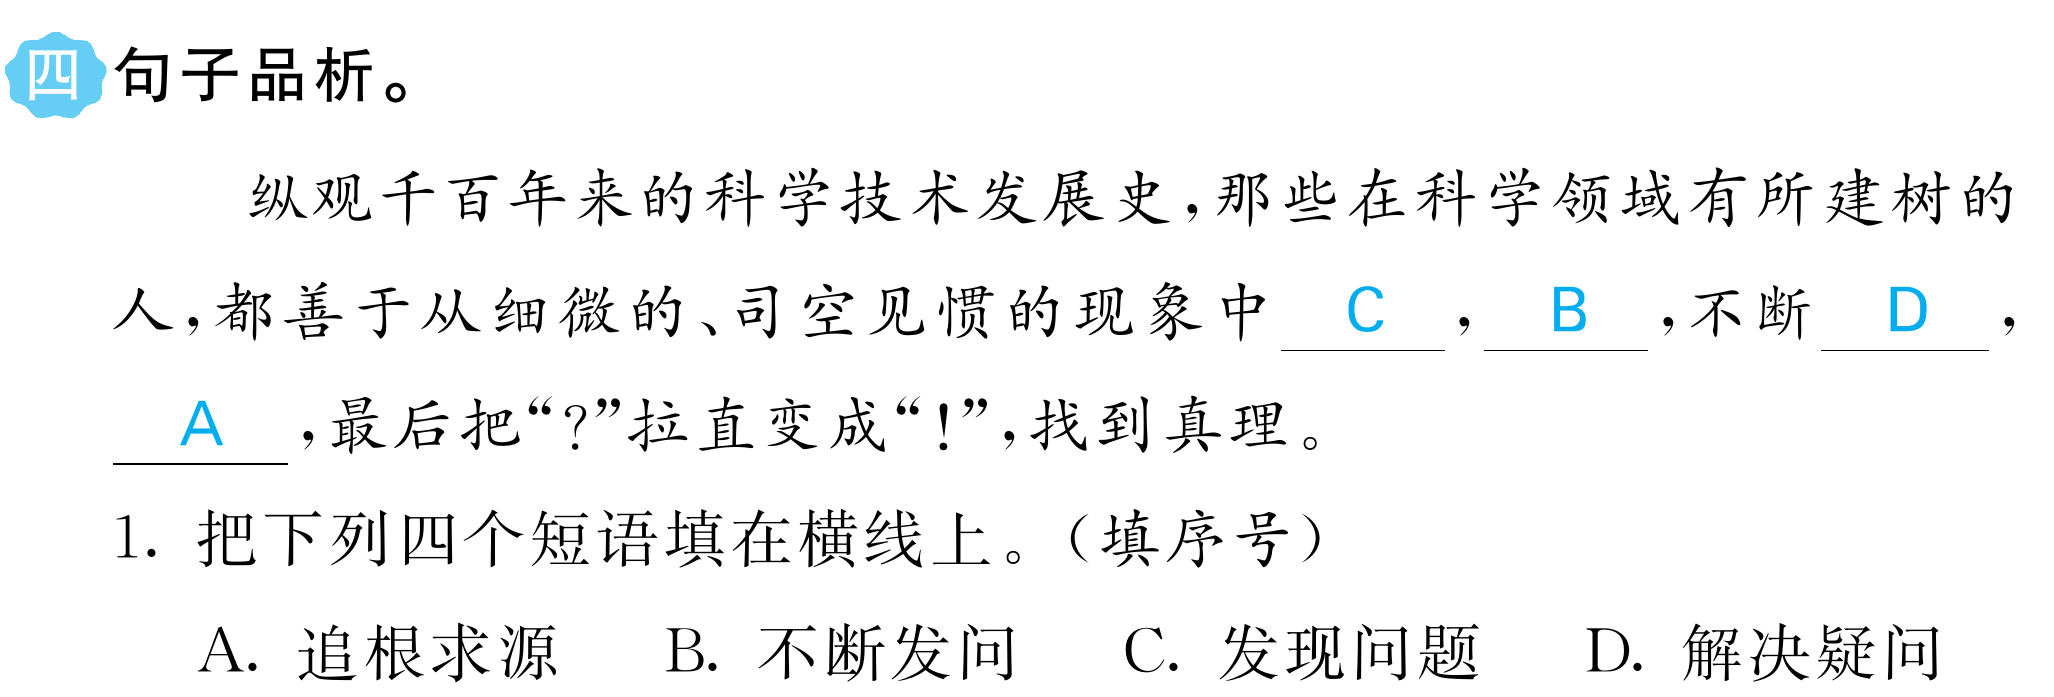 四 句子品析。
纵观千百年来的科学技术发展史,那些在科学领域有所建树的
人,都善于从细微的、司空见惯的现象中 C , B ,不断 D ,
A ,最后把“?”拉直变成“!”,找到真理。
1. 把下列四个短语填在横线上。(填序号)
A. 追根求源 B. 不断发问 C. 发现问题 D. 解决疑问